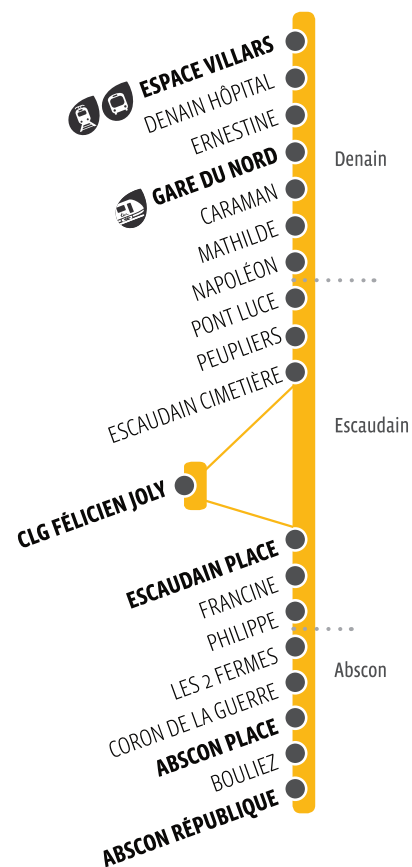 ESPACE VILLARS
DENAIN HÔPITAL
ERNESTINE
GARE DU NORD
Denain
CARAMAN
MATHILDE
NAPOLÉON
PONT LUCE
PEUPLIERS
ESCAUDAIN CIMETIÈRE
Escaudain
CLG FÉLICIEN JOLY
ESCAUDAIN PLACE
FRANCINE
PHILIPPE
LES 2 FERMES
Abscon
CORON DE LA GUERRE
ABSCON PLACE
BOULIEZ
ABSCON RÉPUBLIQUE